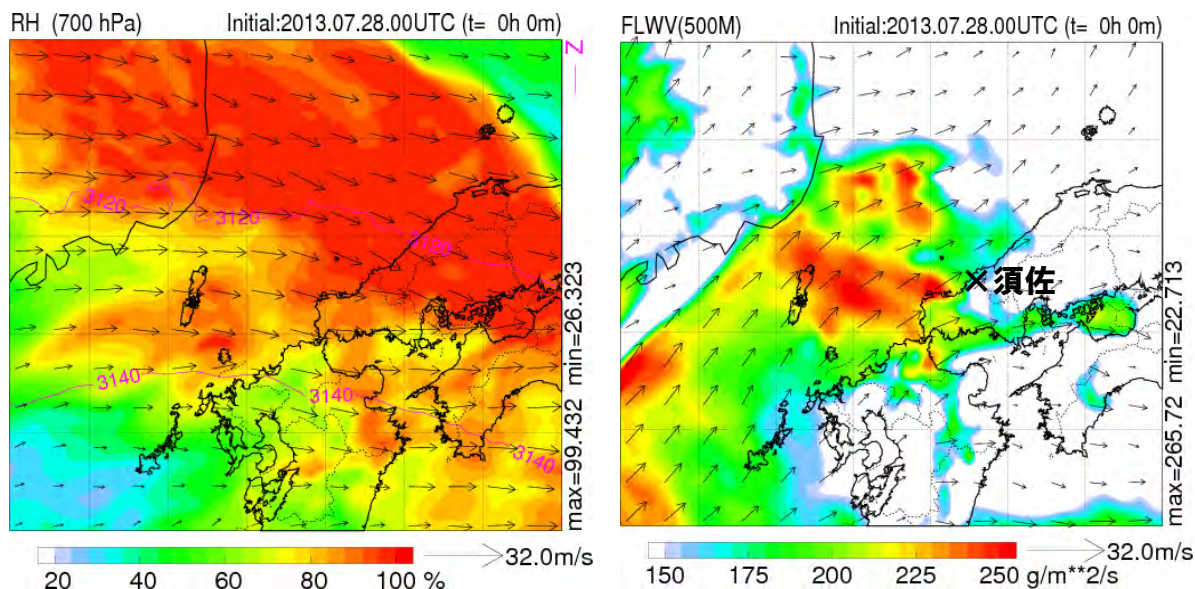 RH (700 hPa) Initial:2013.07.28.00UTC (t= 0h 0m)
Z
3120
3120
3120
3140
3140
3140
max=99.432 min=26.323
20 40 60 80 100 % 32.0m/s
FLWV(500M) Initial:2013.07.28.00UTC (t= 0h 0m)
×須佐
max=265.72 min=22.713
150 175 200 225 250 g/m**2/s 32.0m/s